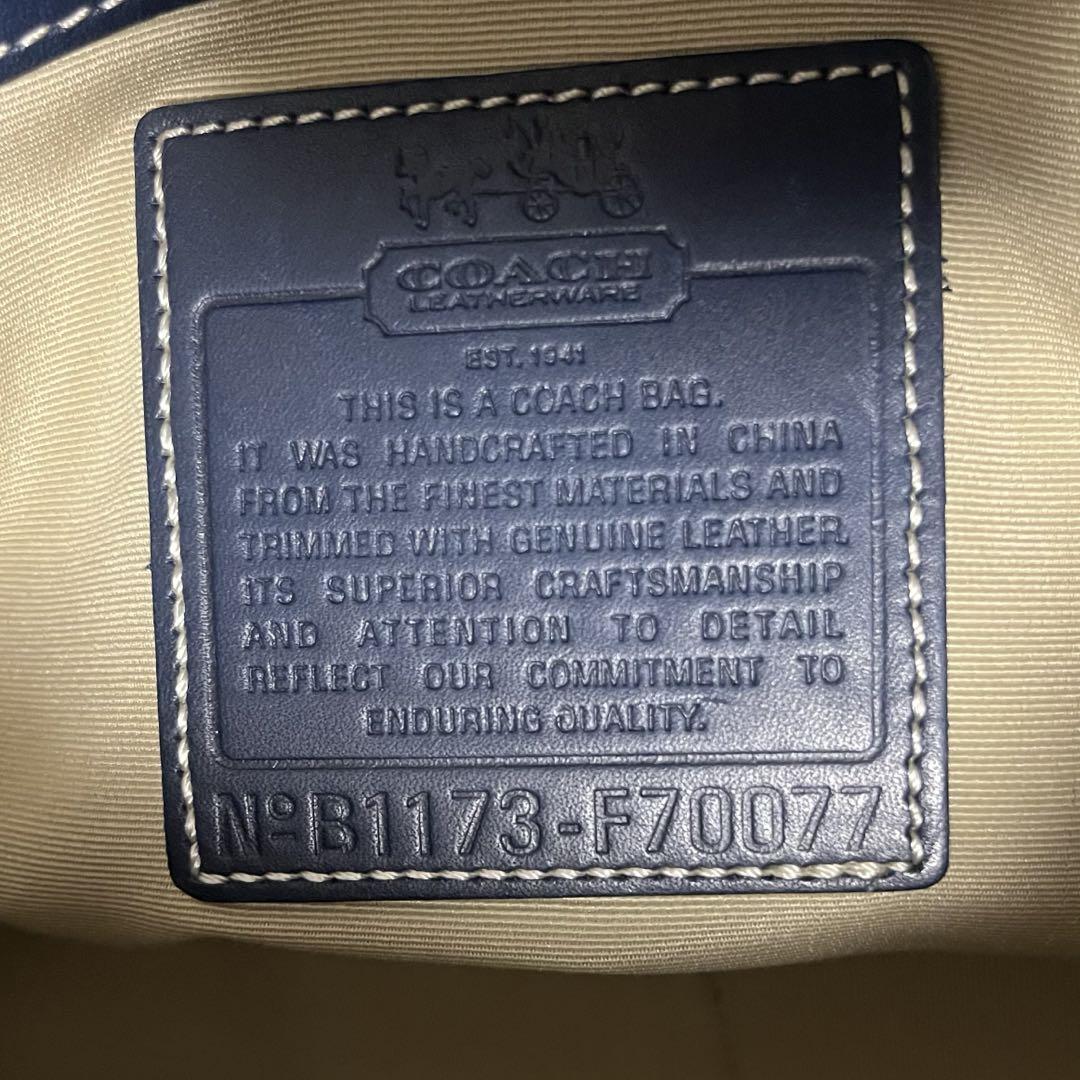 COACH
LEATHERWARE
EST. 1941
THIS IS A COACH BAG.
IT WAS HANDCRAFTED IN CHINA
FROM THE FINEST MATERIALS AND
TRIMMED WITH GENUINE LEATHER.
ITS SUPERIOR CRAFTSMANSHIP
AND ATTENTION TO DETAIL
REFLECT OUR COMMITMENT TO
ENDURING QUALITY.
Nº B1173-F70077